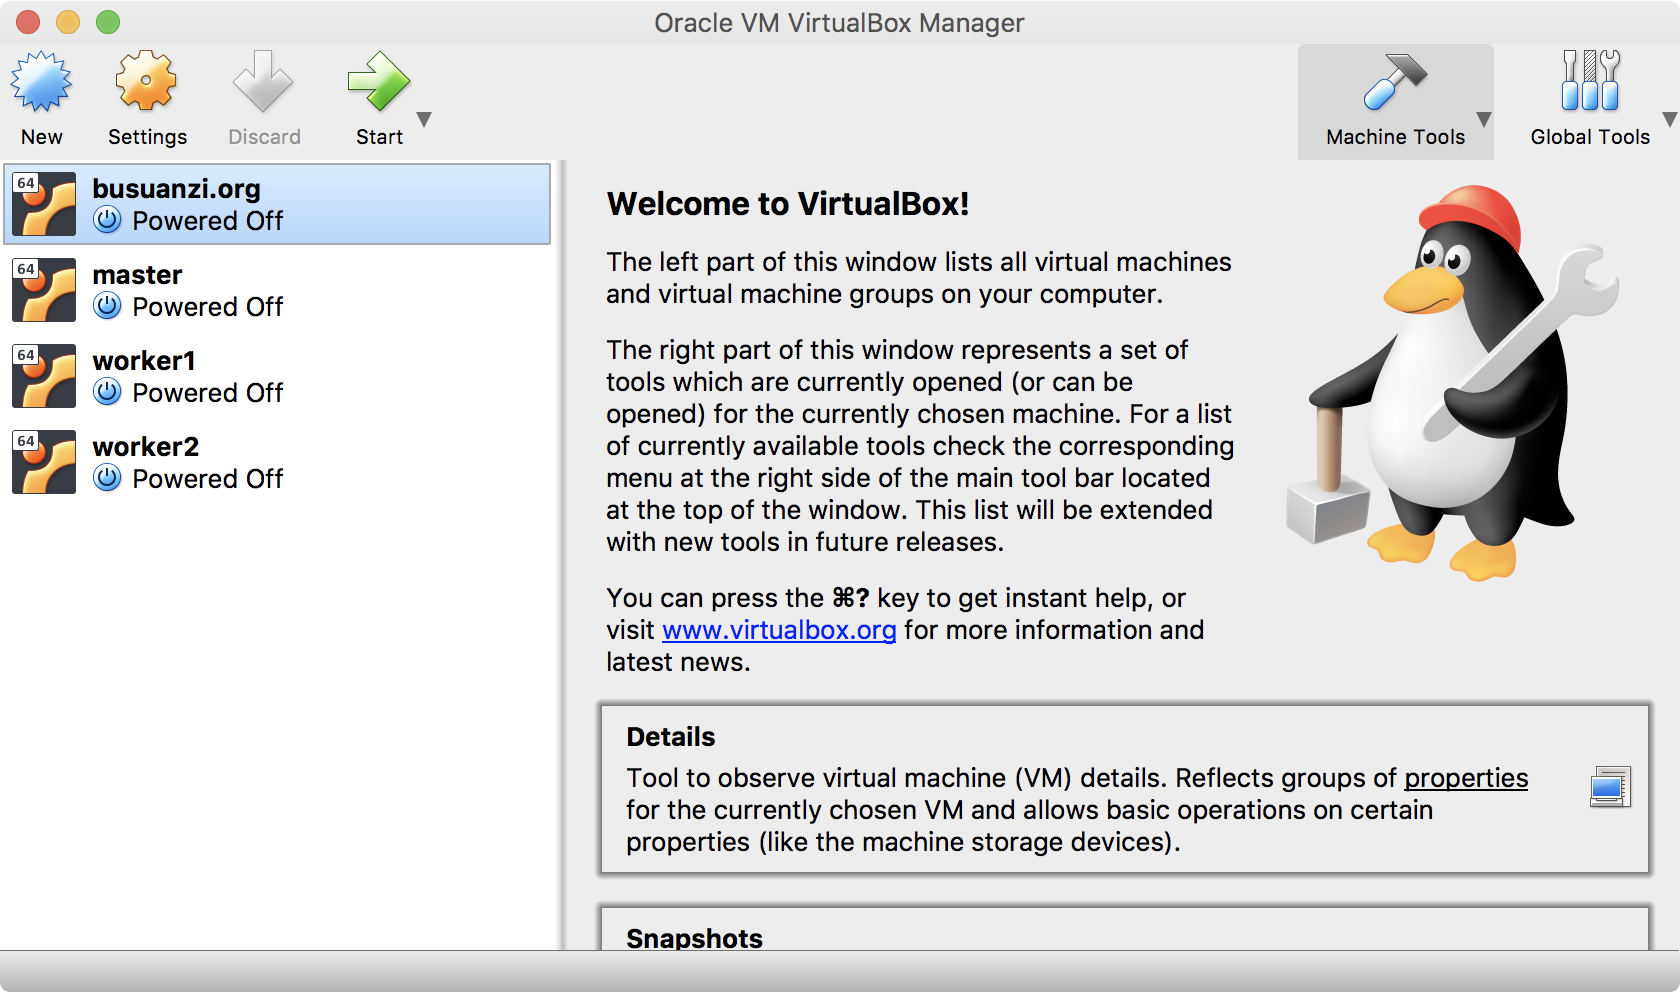 Oracle VM VirtualBox Manager
New
Settings
Discard
Start
Machine Tools
Global Tools
64
busuanzi.org
Powered Off
64
master
Powered Off
64
worker1
Powered Off
64
worker2
Powered Off
Welcome to VirtualBox!
The left part of this window lists all virtual machines
and virtual machine groups on your computer.
The right part of this window represents a set of
tools which are currently opened (or can be
opened) for the currently chosen machine. For a list
of currently available tools check the corresponding
menu at the right side of the main tool bar located
at the top of the window. This list will be extended
with new tools in future releases.
You can press the ⌘? key to get instant help, or
visit www.virtualbox.org for more information and
latest news.
Details
Tool to observe virtual machine (VM) details. Reflects groups of properties
for the currently chosen VM and allows basic operations on certain
properties (like the machine storage devices).
Snapshots